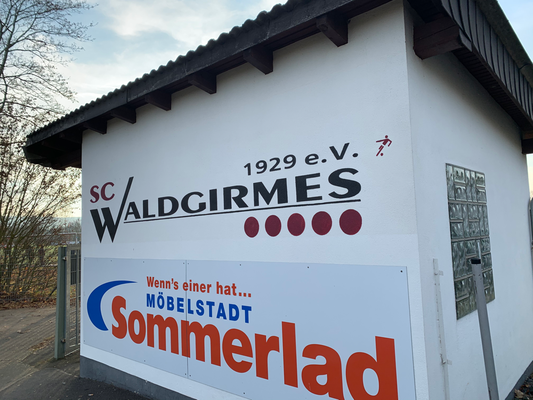 1929 e.V.
SC WALDGIRMES
Wenn's einer hat...
MÖBELSTADT
Sommerlad